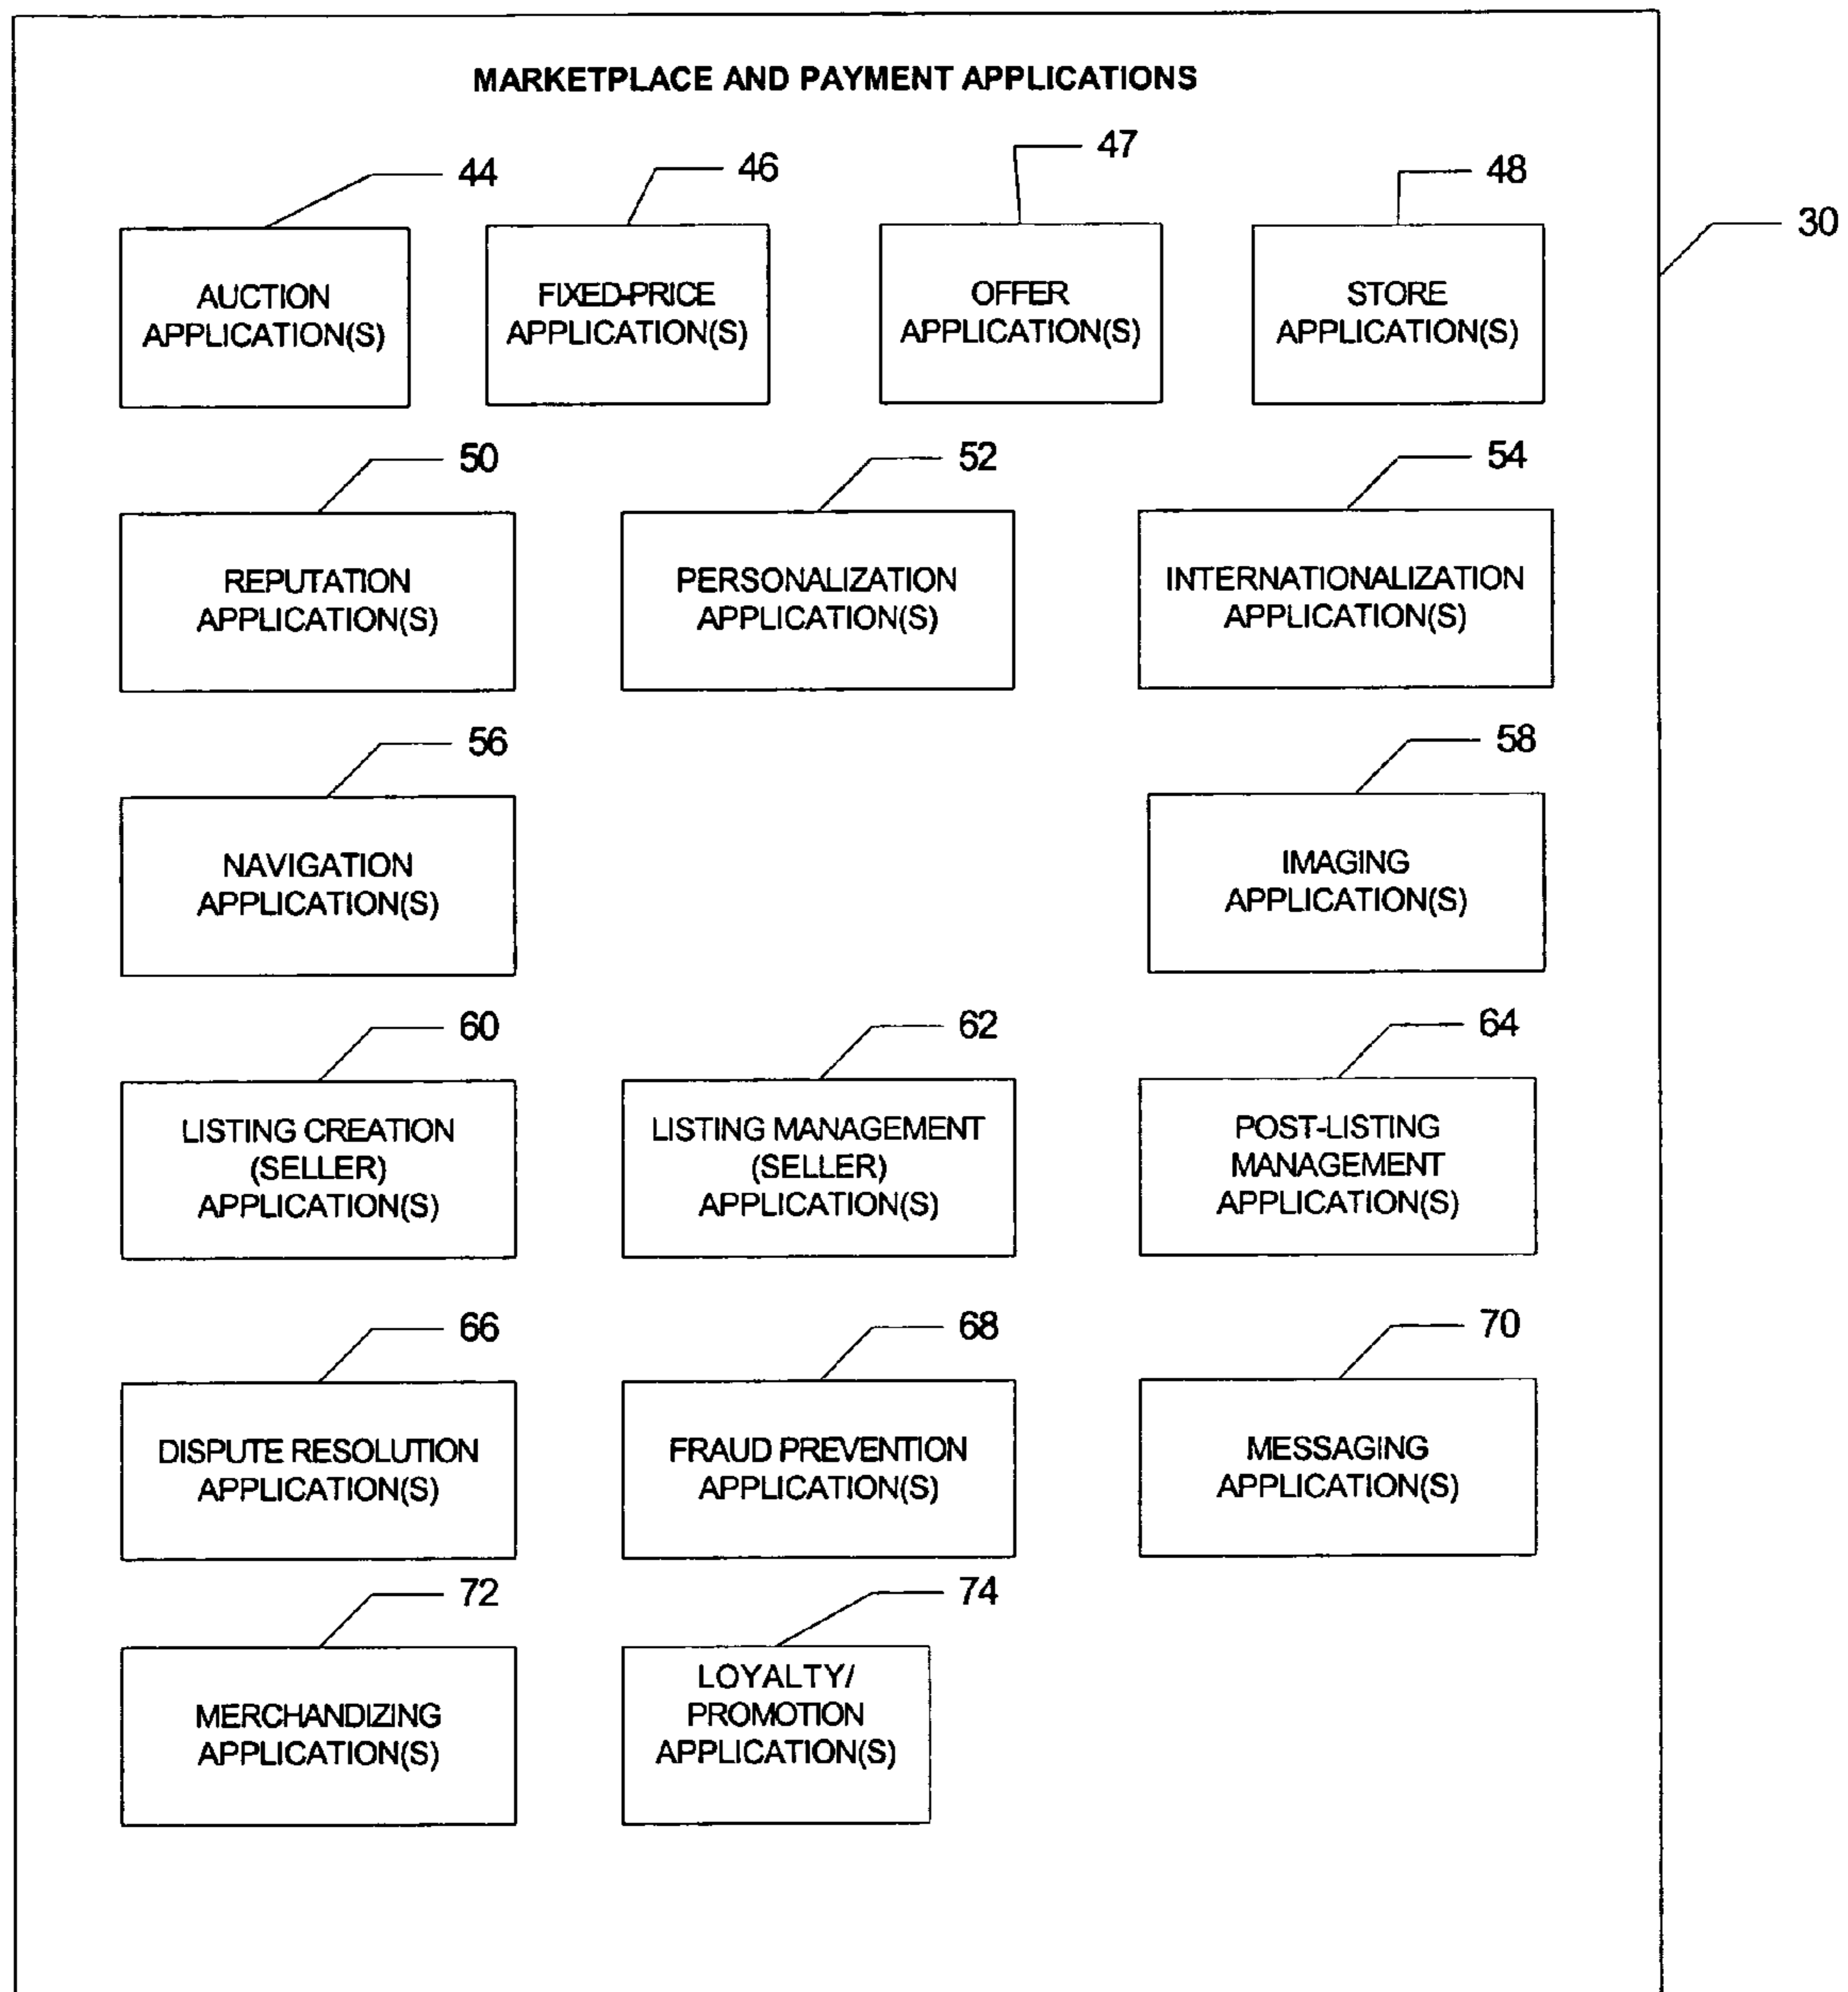 MARKETPLACE AND PAYMENT APPLICATIONS
44
46
47
48
30
AUCTION
APPLICATION(S)
FIXED-PRICE
APPLICATION(S)
OFFER
APPLICATION(S)
STORE
APPLICATION(S)
50
52
54
REPUTATION
APPLICATION(S)
PERSONALIZATION
APPLICATION(S)
INTERNATIONALIZATION
APPLICATION(S)
56
58
NAVIGATION
APPLICATION(S)
IMAGING
APPLICATION(S)
60
62
64
LISTING CREATION
(SELLER)
APPLICATION(S)
LISTING MANAGEMENT
(SELLER)
APPLICATION(S)
POST-LISTING
MANAGEMENT
APPLICATION(S)
66
68
70
DISPUTE RESOLUTION
APPLICATION(S)
FRAUD PREVENTION
APPLICATION(S)
MESSAGING
APPLICATION(S)
72
74
MERCHANDIZING
APPLICATION(S)
LOYALTY/
PROMOTION
APPLICATION(S)